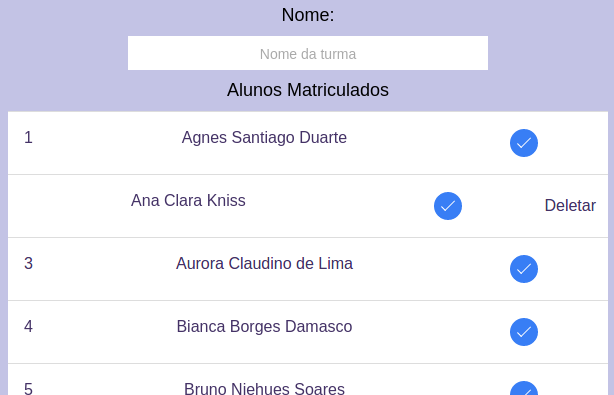 Nome:
Nome da turma
Alunos Matriculados
1 Agnes Santiago Duarte
Ana Clara Kniss Deletar
3 Aurora Claudino de Lima
4 Bianca Borges Damasco
5 Bruno Niehues Soares